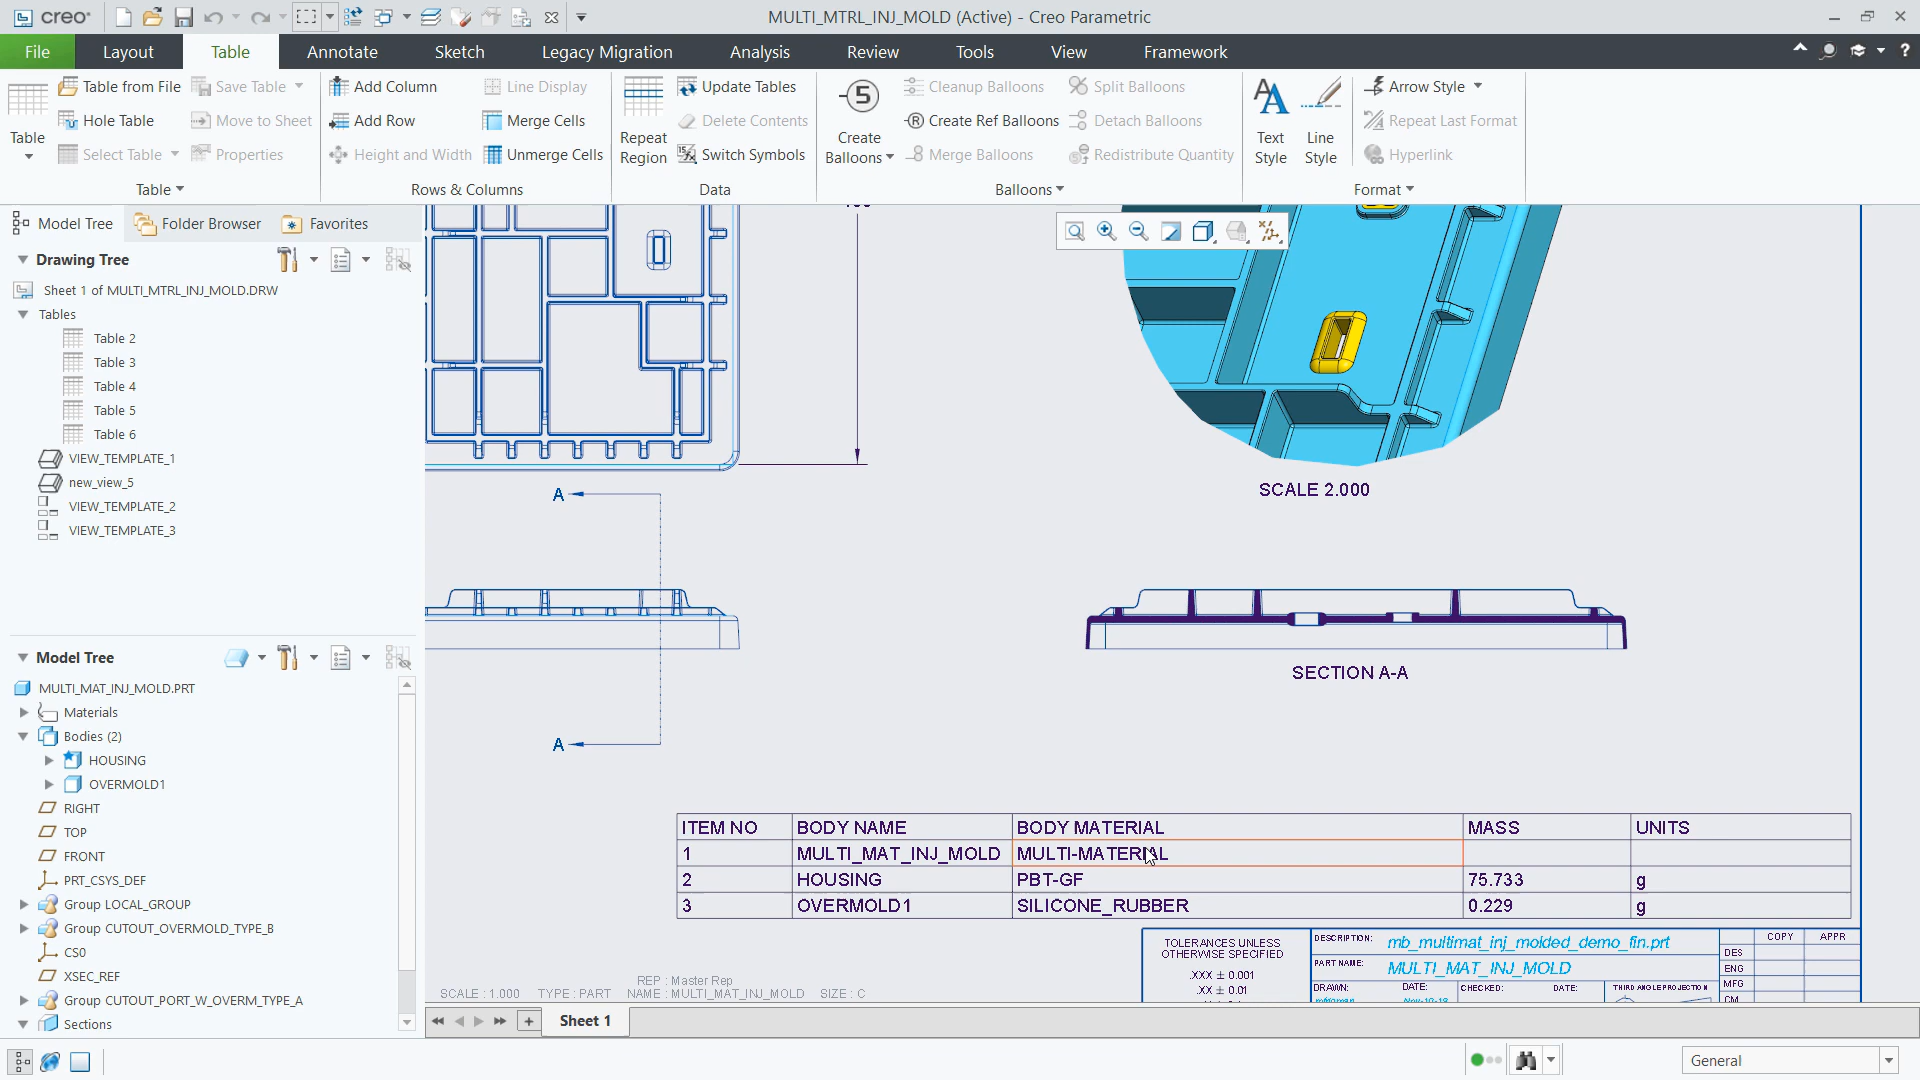 creo
MULTI_MTRL_INJ_MOLD (Active) - Creo Parametric
File Layout Table Annotate Sketch Legacy Migration Analysis Review Tools View Framework
Table
Table from File
Hole Table
Select Table
Save Table
Move to Sheet
Properties
Table
Add Column
Add Row
Height and Width
Line Display
Merge Cells
Unmerge Cells
Rows & Columns
Repeat Region
Update Tables
Delete Contents
Switch Symbols
Data
5
Create Balloons
Cleanup Balloons
Create Ref Balloons
Merge Balloons
Split Balloons
Detach Balloons
Redistribute Quantity
Balloons
Text Style
Line Style
Arrow Style
Repeat Last Format
Hyperlink
Format
Model Tree Folder Browser Favorites
Drawing Tree
Sheet 1 of MULTI_MTRL_INJ_MOLD.DRW
Tables
Table 2
Table 3
Table 4
Table 5
Table 6
VIEW_TEMPLATE_1
new_view_5
VIEW_TEMPLATE_2
VIEW_TEMPLATE_3
Model Tree
MULTI_MAT_INJ_MOLD.PRT
Materials
Bodies (2)
HOUSING
OVERMOLD1
RIGHT
TOP
FRONT
PRT_CSYS_DEF
Group LOCAL_GROUP
Group CUTOUT_OVERMOLD_TYPE_B
CS0
XSEC_REF
Group CUTOUT_PORT_W_OVERM_TYPE_A
Sections
SCALE 2.000
A
A
SECTION A-A
ITEM NO BODY NAME BODY MATERIAL MASS UNITS
1 MULTI_MAT_INJ_MOLD MULTI-MATERIAL
2 HOUSING PBT-GF 75.733 g
3 OVERMOLD1 SILICONE_RUBBER 0.229 g
TOLERANCES UNLESS
OTHERWISE SPECIFIED
.XXX ± 0.001
.XX ± 0.01
DESCRIPTION: mb_multimat_inj_molded_demo_fin.prt
PART NAME: MULTI_MAT_INJ_MOLD
DRAWN: DATE: CHECKED: DATE: THIRD ANGLE PROJECTION
COPY APPR
DES
ENG
MFG
CM
REP : Master Rep
SCALE : 1.000 TYPE : PART NAME : MULTI_MAT_INJ_MOLD SIZE : C
Sheet 1
General